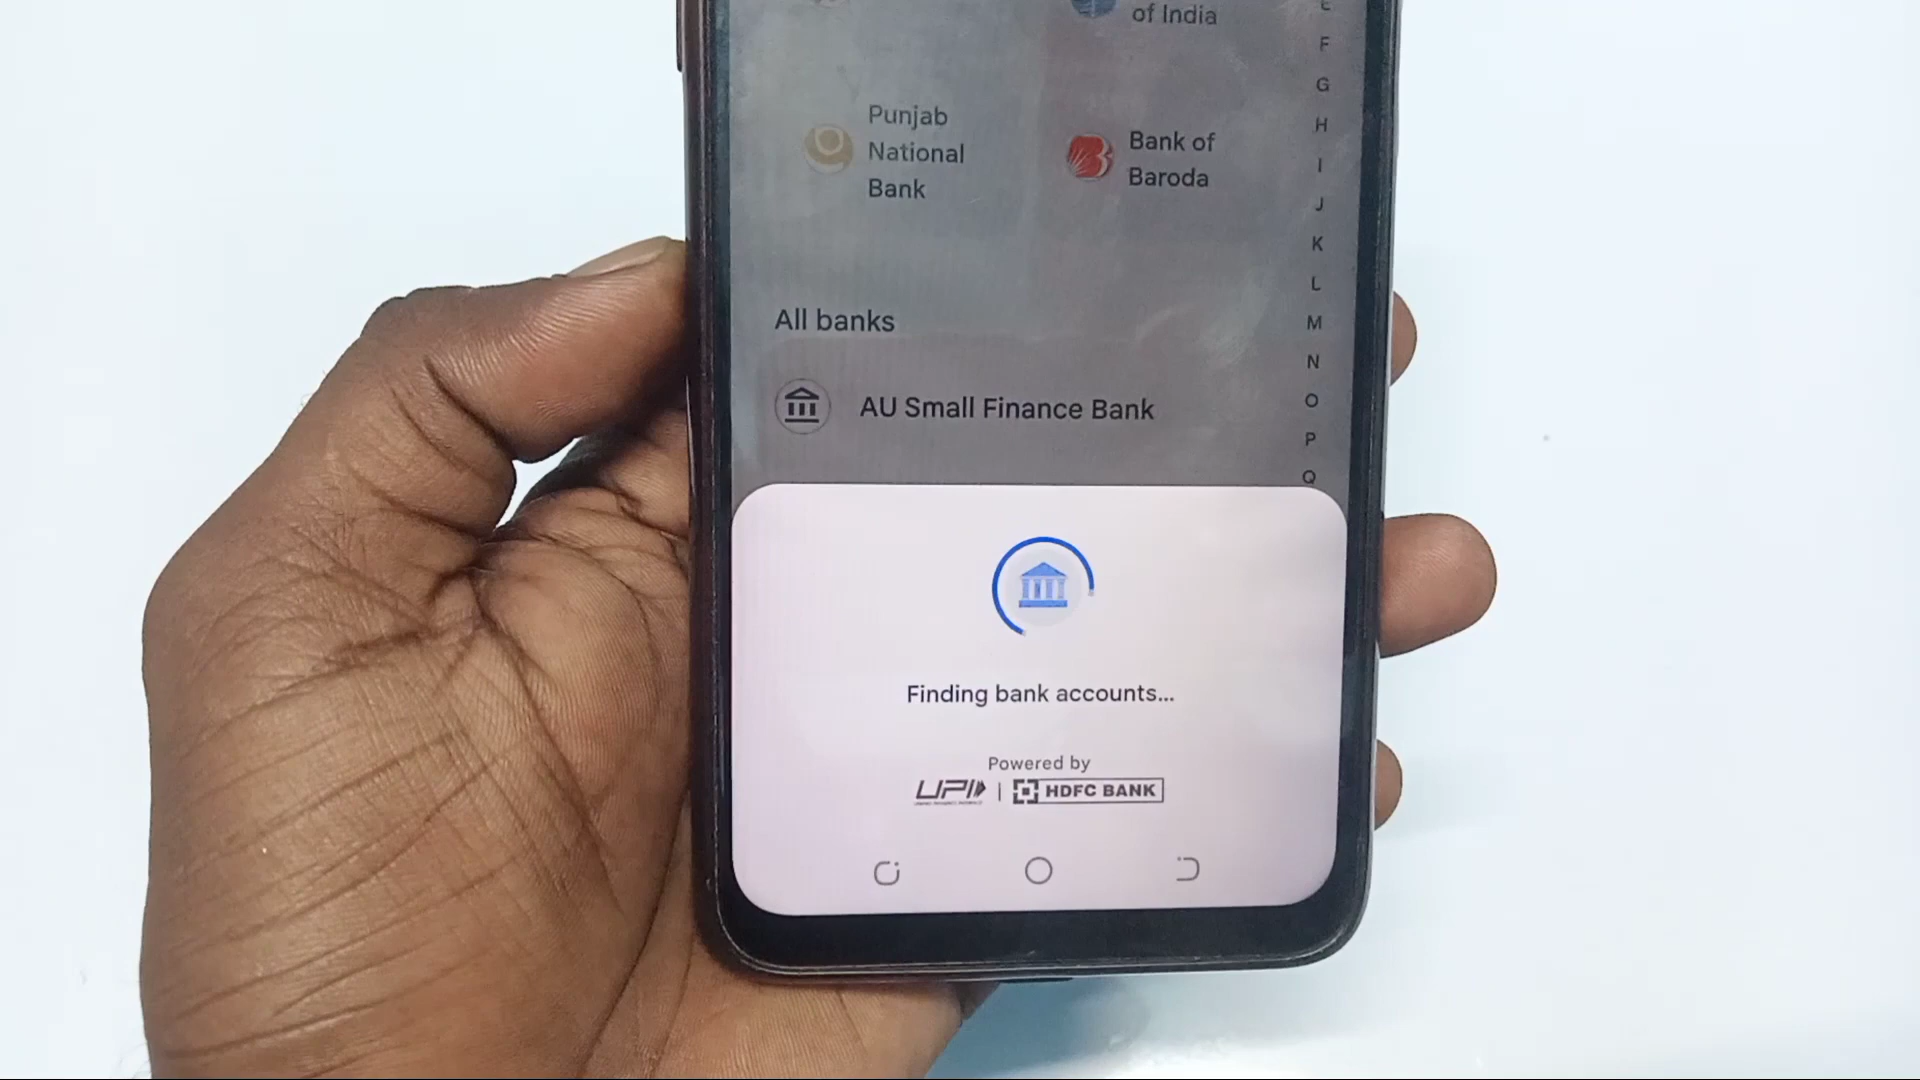 of India
Punjab
National
Bank
Bank of
Baroda
All banks
AU Small Finance Bank
E
F
G
H
I
J
K
L
M
N
O
P
Q
Finding bank accounts...
Powered by
UPI | HDFC BANK